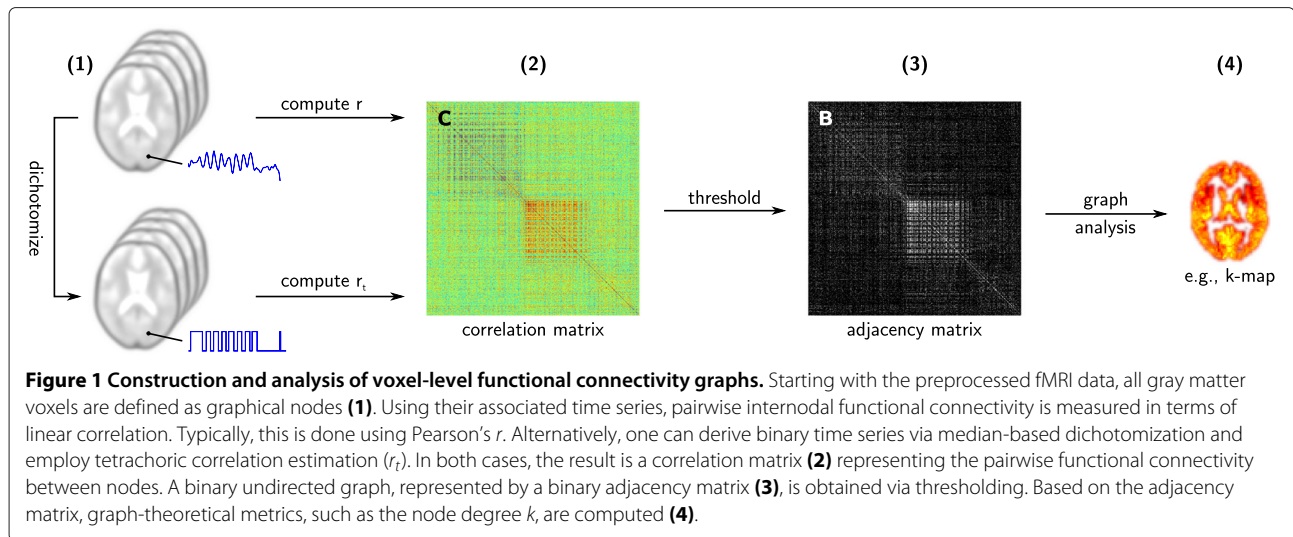 (1)
(2)
(3)
(4)
compute r
C
B
dichotomize
threshold
graph
analysis
compute rₜ
e.g., k-map
correlation matrix
adjacency matrix
Figure 1 Construction and analysis of voxel-level functional connectivity graphs. Starting with the preprocessed fMRI data, all gray matter
voxels are defined as graphical nodes (1). Using their associated time series, pairwise internodal functional connectivity is measured in terms of
linear correlation. Typically, this is done using Pearson's r. Alternatively, one can derive binary time series via median-based dichotomization and
employ tetrachoric correlation estimation (rₜ). In both cases, the result is a correlation matrix (2) representing the pairwise functional connectivity
between nodes. A binary undirected graph, represented by a binary adjacency matrix (3), is obtained via thresholding. Based on the adjacency
matrix, graph-theoretical metrics, such as the node degree k, are computed (4).